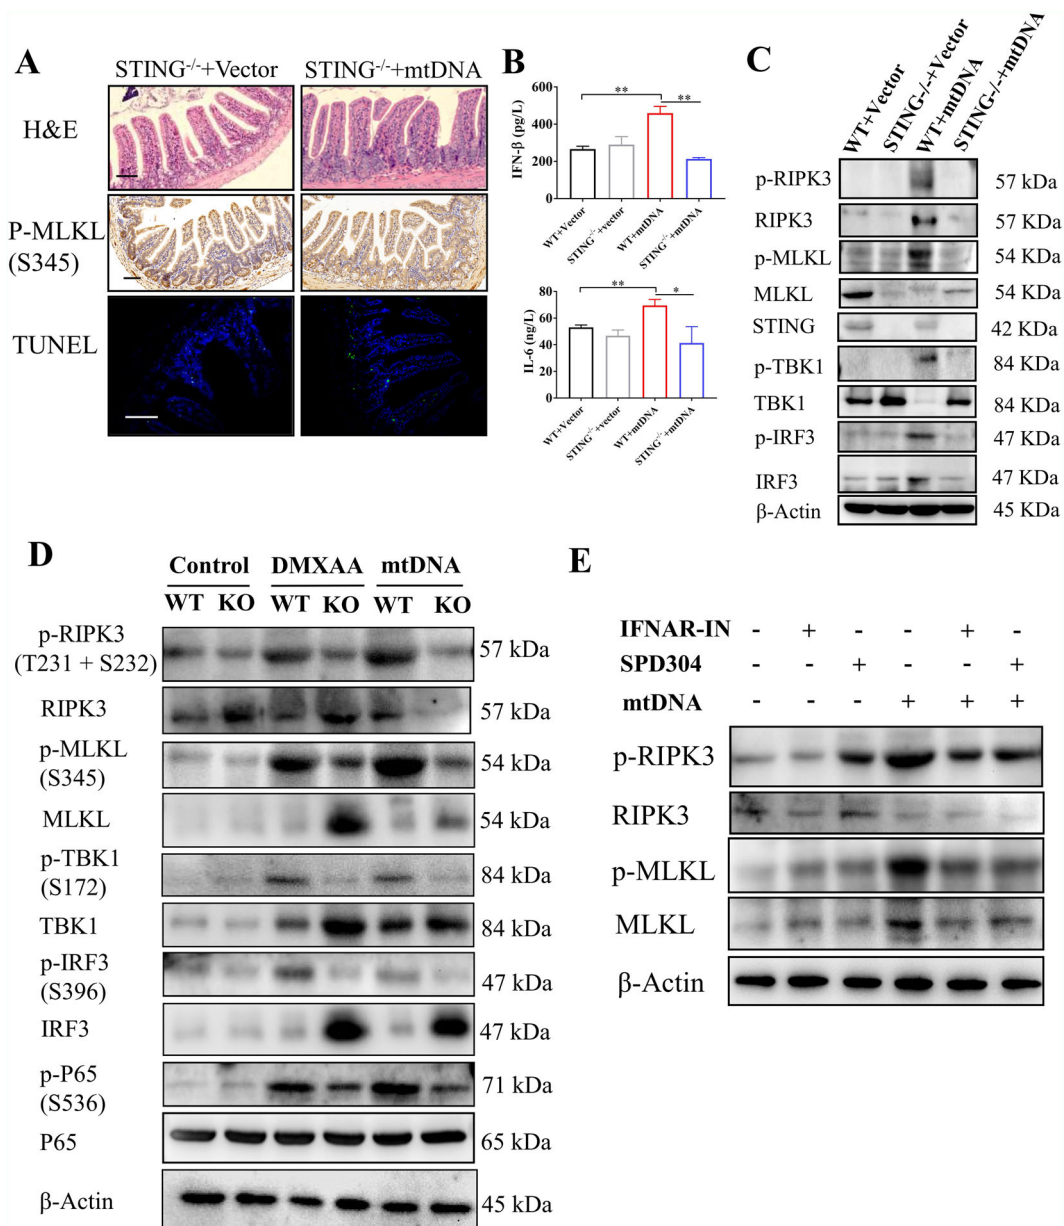 A
STING⁻/⁻+Vector STING⁻/⁻+mtDNA
H&E
P-MLKL
(S345)
TUNEL
B
IFN-β (pg/L)
600
400
200
0
** **
WT+Vector STING⁻/⁻+vector WT+mtDNA STING⁻/⁻+mtDNA
IL-6 (ng/L)
80
60
40
20
0
** *
WT+Vector STING⁻/⁻+vector WT+mtDNA STING⁻/⁻+mtDNA
C
WT+Vector STING-/-+Vector WT+mtDNA STING-/-+mtDNA
p-RIPK3 57 kDa
RIPK3 57 KDa
p-MLKL 54 KDa
MLKL 54 KDa
STING 42 KDa
p-TBK1 84 KDa
TBK1 84 KDa
p-IRF3 47 KDa
IRF3 47 KDa
β-Actin 45 KDa
D
Control DMXAA mtDNA
WT KO WT KO WT KO
p-RIPK3
(T231 + S232) 57 kDa
RIPK3 57 kDa
p-MLKL
(S345) 54 kDa
MLKL 54 kDa
p-TBK1
(S172) 84 kDa
TBK1 84 kDa
p-IRF3
(S396) 47 kDa
IRF3 47 kDa
p-P65
(S536) 71 kDa
P65 65 kDa
β-Actin 45 kDa
E
IFNAR-IN - + - - + -
SPD304 - - + - - +
mtDNA - - - + + +
p-RIPK3
RIPK3
p-MLKL
MLKL
β-Actin